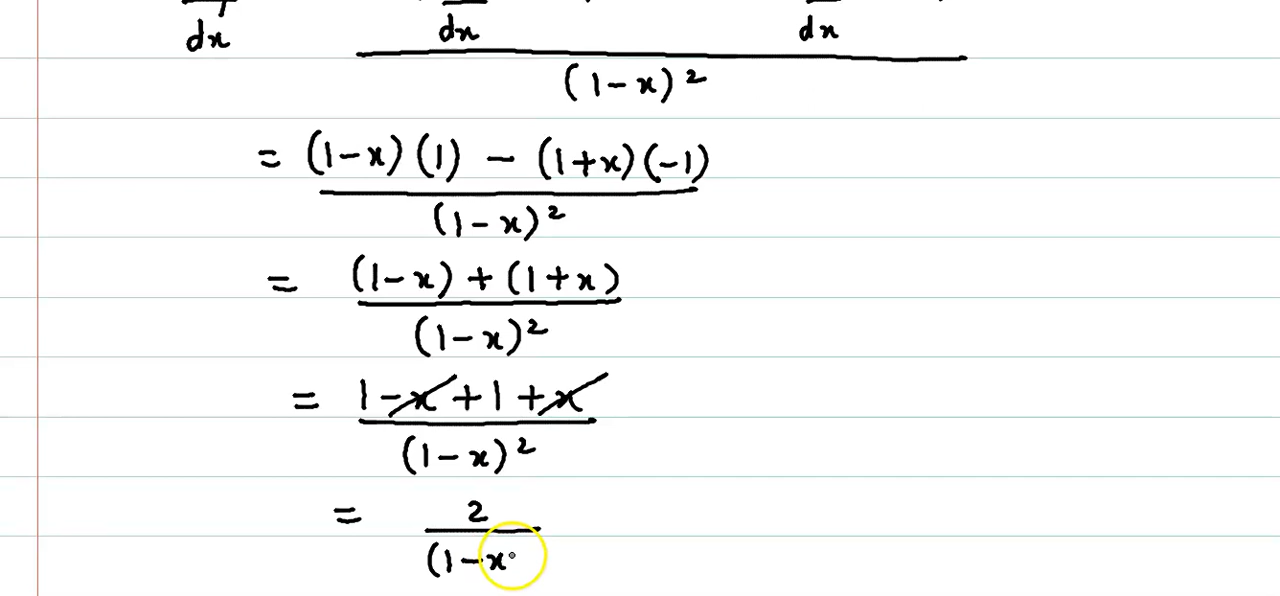 dx dx dx
(1-x)²
= (1-x)(1) - (1+x)(-1)
(1-x)²
= (1-x) + (1+x)
(1-x)²
= 1-x+1+x
(1-x)²
= 2
(1-x